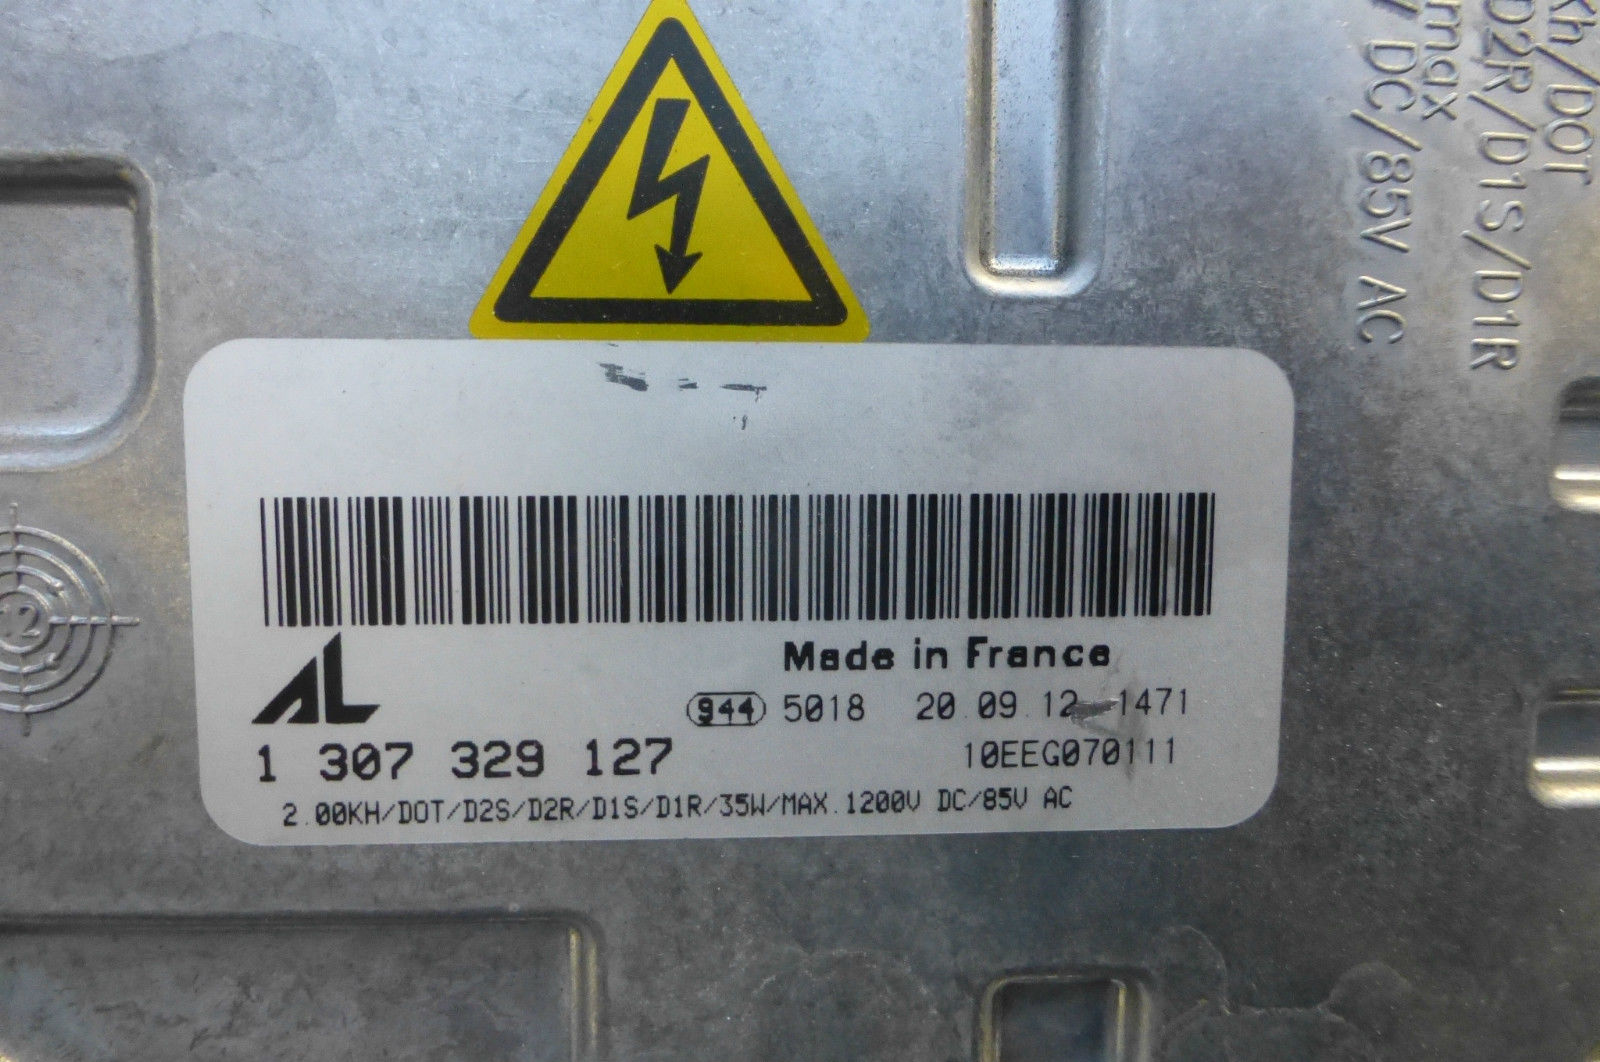 Kh/DOT
D2R/D1S/D1R
max
V DC/85V AC
12
AL
Made in France
944 5018 20.09.12 1471
1 307 329 127
10EEG070111
2.00KH/DOT/D2S/D2R/D1S/D1R/35W/MAX.1200V DC/85V AC